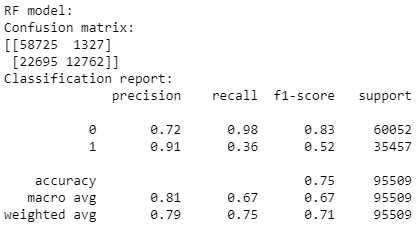 RF model:
Confusion matrix:
[[58725 1327]
[22695 12762]]
Classification report:
precision recall f1-score support
0 0.72 0.98 0.83 60052
1 0.91 0.36 0.52 35457
accuracy 0.75 95509
macro avg 0.81 0.67 0.67 95509
weighted avg 0.79 0.75 0.71 95509